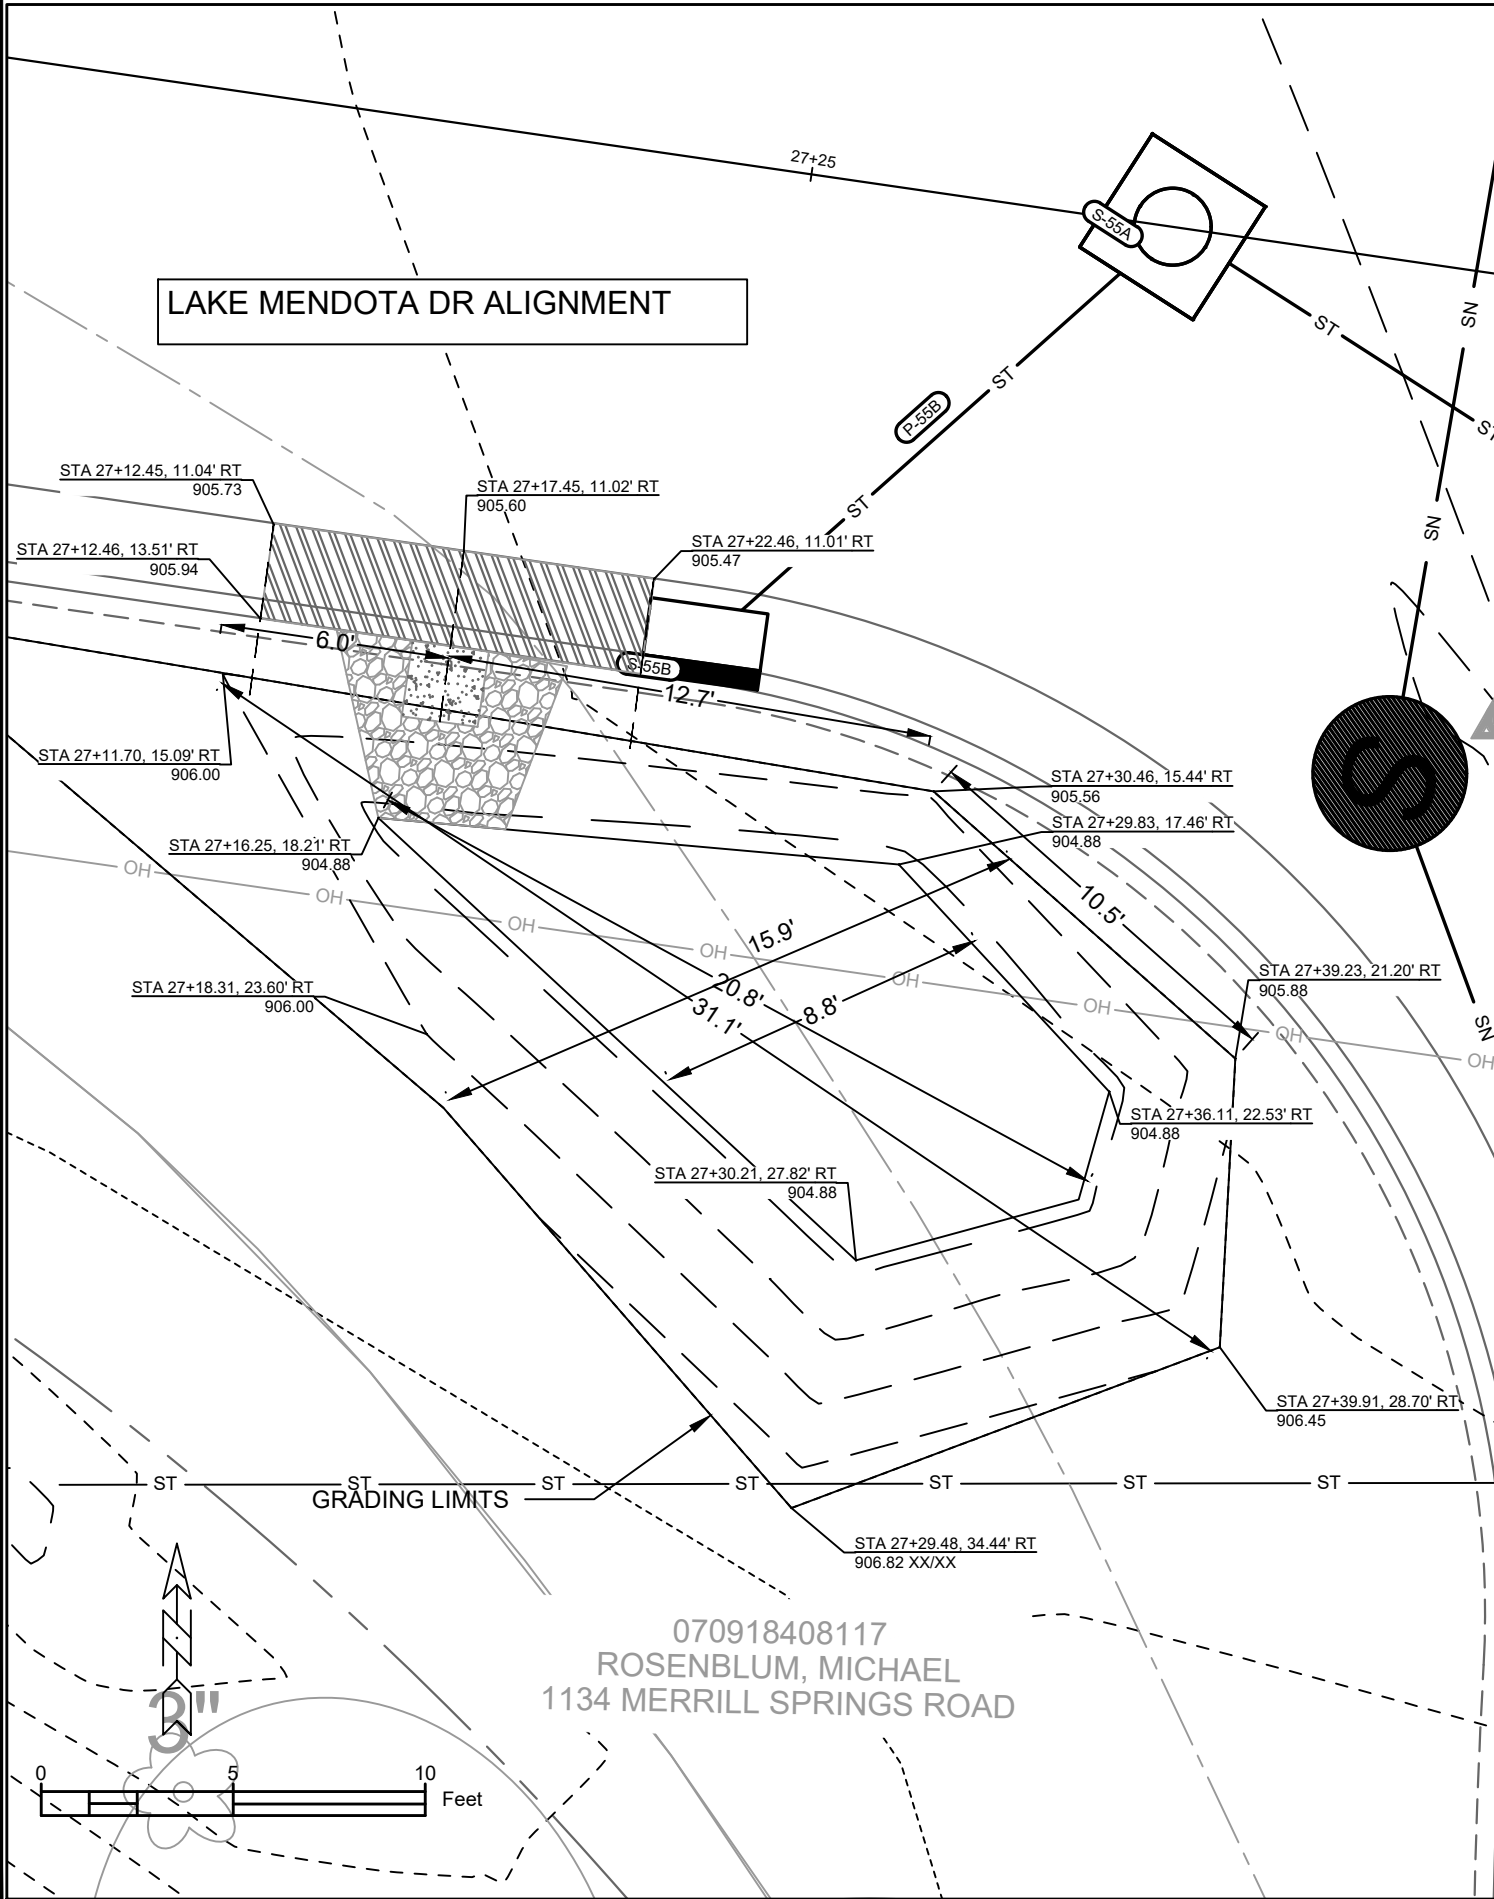 27+25
S-55A
LAKE MENDOTA DR ALIGNMENT
SN
ST
ST
P-55B
ST
ST
SN
STA 27+12.45, 11.04' RT
905.73
STA 27+17.45, 11.02' RT
905.60
STA 27+12.46, 13.51' RT
905.94
STA 27+22.46, 11.01' RT
905.47
6.0'
S-55B
12.7'
S
STA 27+11.70, 15.09' RT
906.00
STA 27+30.46, 15.44' RT
905.56
STA 27+29.83, 17.46' RT
904.88
STA 27+16.25, 18.21' RT
904.88
OH
OH
OH
OH
OH
OH
OH
OH
10.5'
15.9'
20.8'
31.1'
8.8'
STA 27+39.23, 21.20' RT
905.88
STA 27+18.31, 23.60' RT
906.00
SN
STA 27+36.11, 22.53' RT
904.88
STA 27+30.21, 27.82' RT
904.88
STA 27+39.91, 28.70' RT
906.45
ST
ST
ST
ST
ST
ST
ST
GRADING LIMITS
STA 27+29.48, 34.44' RT
906.82 XX/XX
070918408117
ROSENBLUM, MICHAEL
1134 MERRILL SPRINGS ROAD
N
3"
0 5 10
Feet